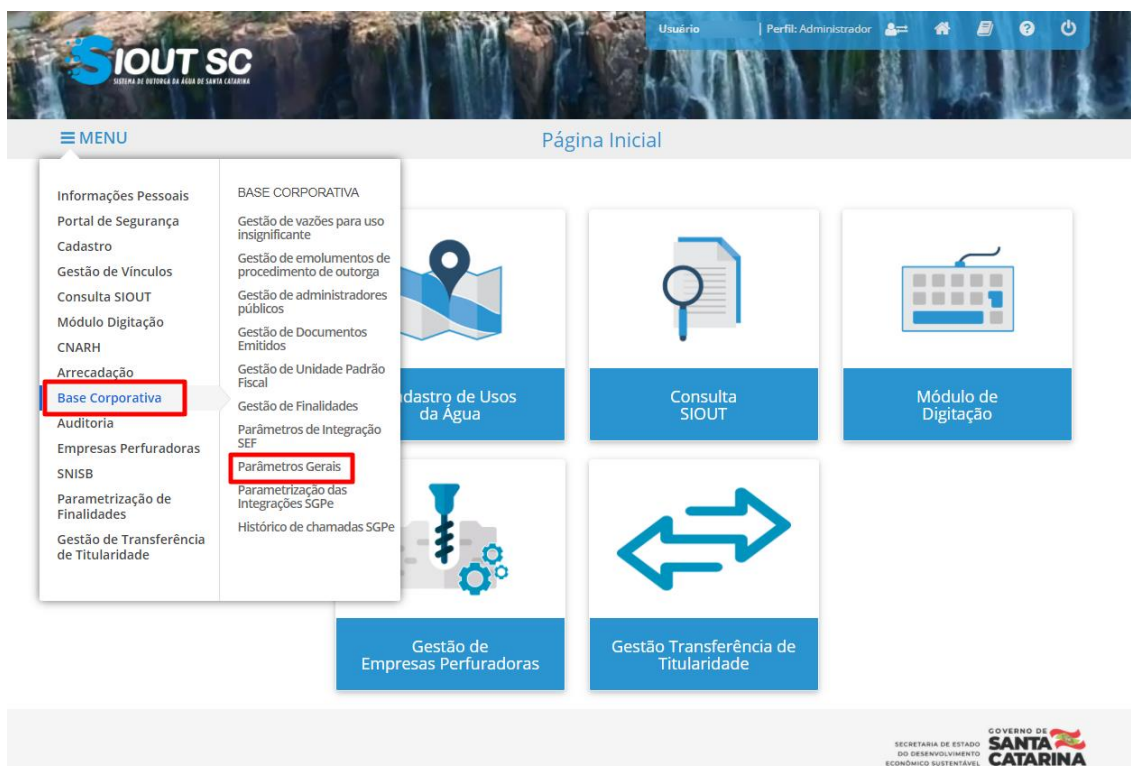 Usuário | Perfil: Administrador
SIOUT SC
SISTEMA DE OUTORGA DA ÁGUA DE SANTA CATARINA
MENU
Página Inicial
Informações Pessoais
Portal de Segurança
Cadastro
Gestão de Vínculos
Consulta SIOUT
Módulo Digitação
CNARH
Arrecadação
Base Corporativa
Auditoria
Empresas Perfuradoras
SNISB
Parametrização de
Finalidades
Gestão de Transferência
de Titularidade
BASE CORPORATIVA
Gestão de vazões para uso
insignificante
Gestão de emolumentos de
procedimento de outorga
Gestão de administradores
públicos
Gestão de Documentos
Emitidos
Gestão de Unidade Padrão
Fiscal
Gestão de Finalidades
Parâmetros de Integração
SEF
Parâmetros Gerais
Parametrização das
Integrações SGPe
Histórico de chamadas SGPe
dastro de Usos
da Água
Consulta
SIOUT
Módulo de
Digitação
Gestão de
Empresas Perfuradoras
Gestão Transferência de
Titularidade
SECRETARIA DE ESTADO
DO DESENVOLVIMENTO
ECONÔMICO SUSTENTÁVEL
GOVERNO DE
SANTA
CATARINA